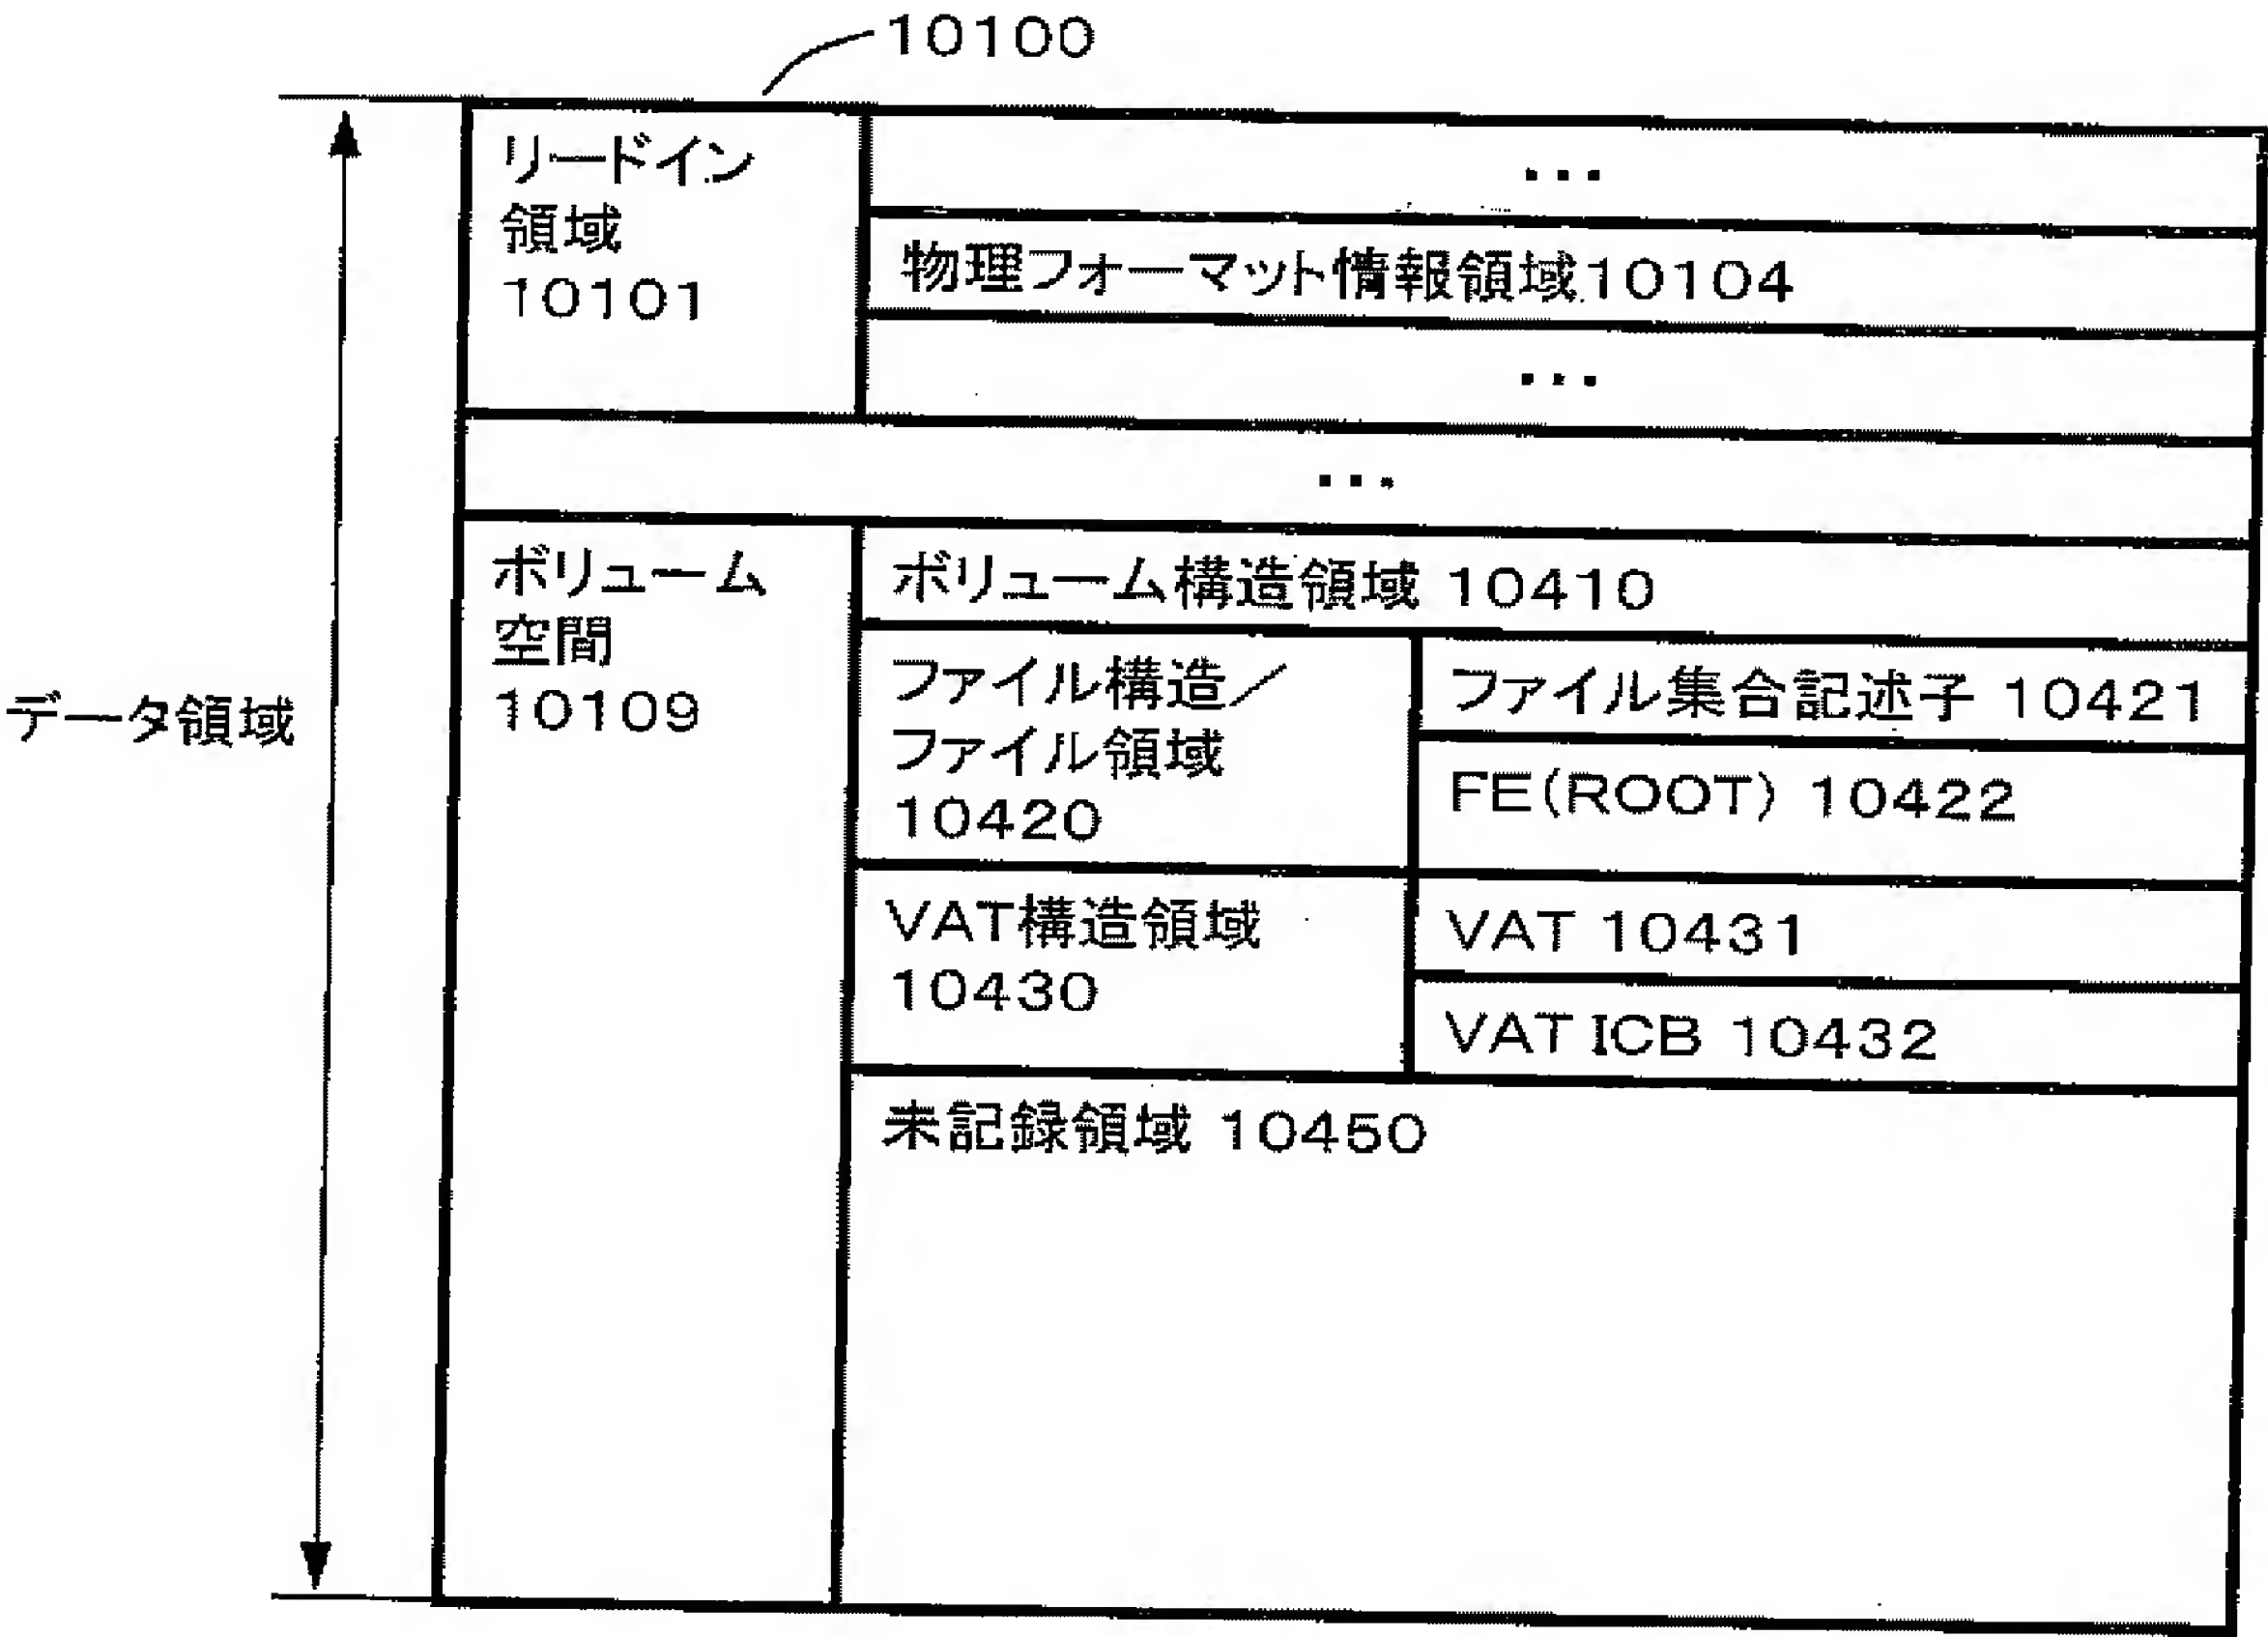 10100
リードイン
領域
10101
...
物理フォーマット情報領域10104
...
...
データ領域
ボリューム
空間
10109
ボリューム構造領域 10410
ファイル構造／
ファイル領域
10420
ファイル集合記述子 10421
FE(ROOT) 10422
VAT構造領域
10430
VAT 10431
VAT ICB 10432
未記録領域 10450